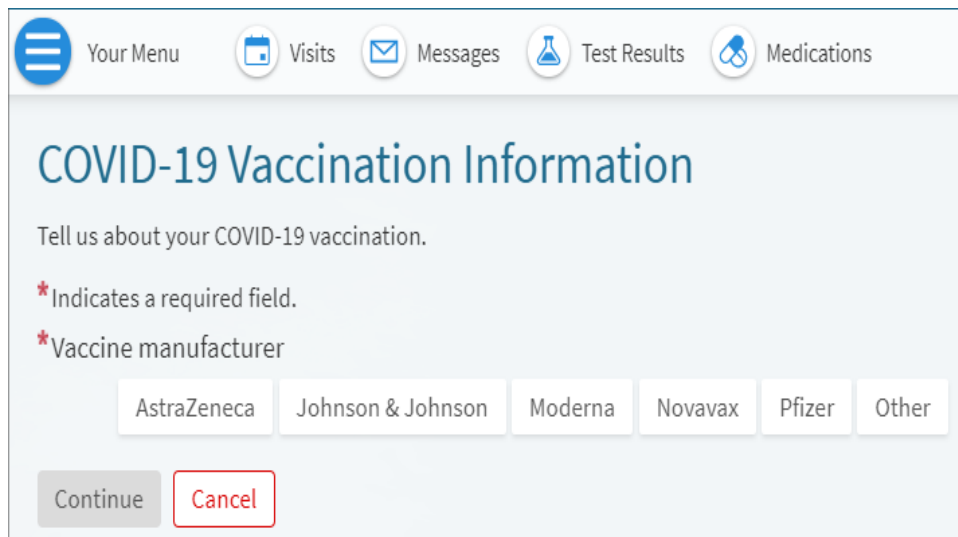 Your Menu Visits Messages Test Results Medications
COVID-19 Vaccination Information
Tell us about your COVID-19 vaccination.
*Indicates a required field.
*Vaccine manufacturer
AstraZeneca Johnson & Johnson Moderna Novavax Pfizer Other
Continue Cancel